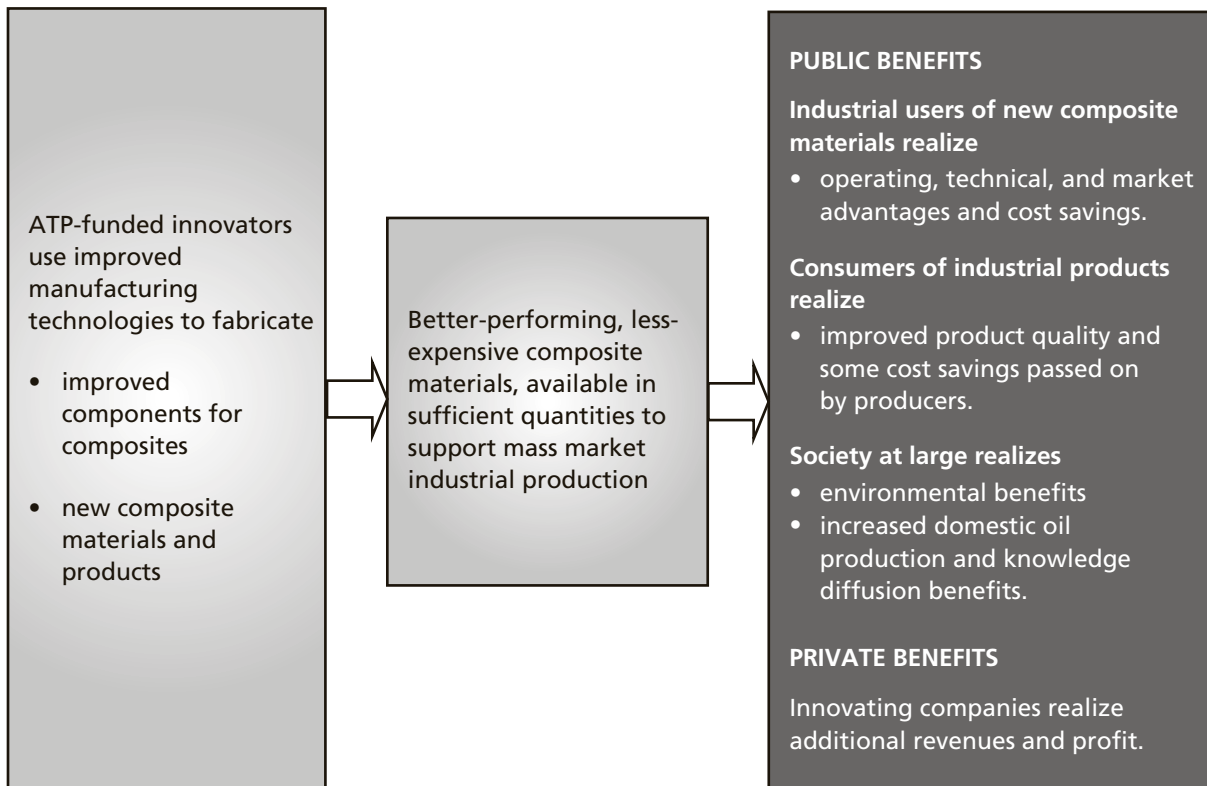 ATP-funded innovators
use improved
manufacturing
technologies to fabricate
• improved
components for
composites
• new composite
materials and
products
Better-performing, less-
expensive composite
materials, available in
sufficient quantities to
support mass market
industrial production
PUBLIC BENEFITS
Industrial users of new composite
materials realize
• operating, technical, and market
advantages and cost savings.
Consumers of industrial products
realize
• improved product quality and
some cost savings passed on
by producers.
Society at large realizes
• environmental benefits
• increased domestic oil
production and knowledge
diffusion benefits.
PRIVATE BENEFITS
Innovating companies realize
additional revenues and profit.